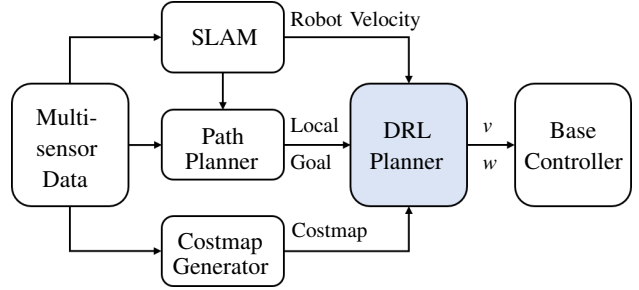 SLAM
Robot Velocity
Multi-
sensor
Data
Path
Planner
Local
Goal
DRL
Planner
v
w
Base
Controller
Costmap
Generator
Costmap